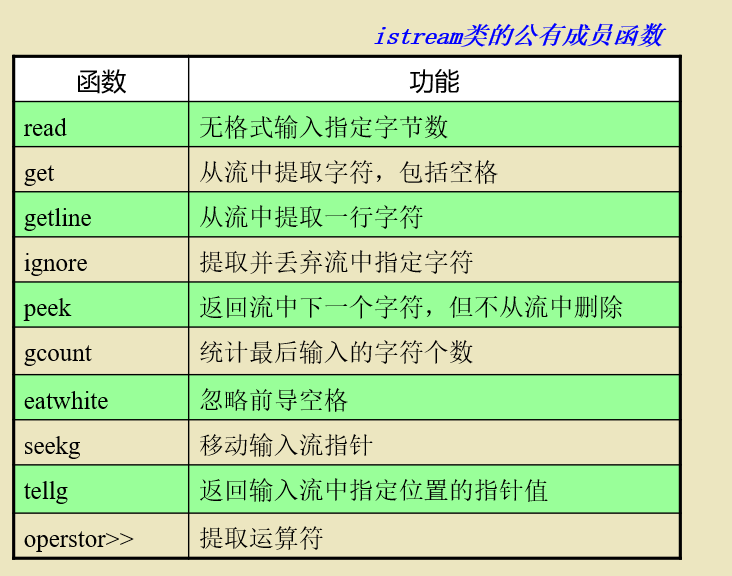 istream类的公有成员函数
函数 功能
read 无格式输入指定字节数
get 从流中提取字符，包括空格
getline 从流中提取一行字符
ignore 提取并丢弃流中指定字符
peek 返回流中下一个字符，但不从流中删除
gcount 统计最后输入的字符个数
eatwhite 忽略前导空格
seekg 移动输入流指针
tellg 返回输入流中指定位置的指针值
operstor>> 提取运算符